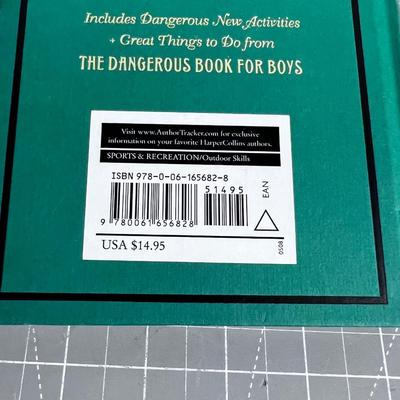 Includes Dangerous New Activities
+ Great Things to Do from
THE DANGEROUS BOOK FOR BOYS
Visit www.AuthorTracker.com for exclusive
information on your favorite HarperCollins authors.
SPORTS & RECREATION/Outdoor Skills
ISBN 978-0-06-165682-8
51495
EAN
9 780061 656828
USA $14.95
0508